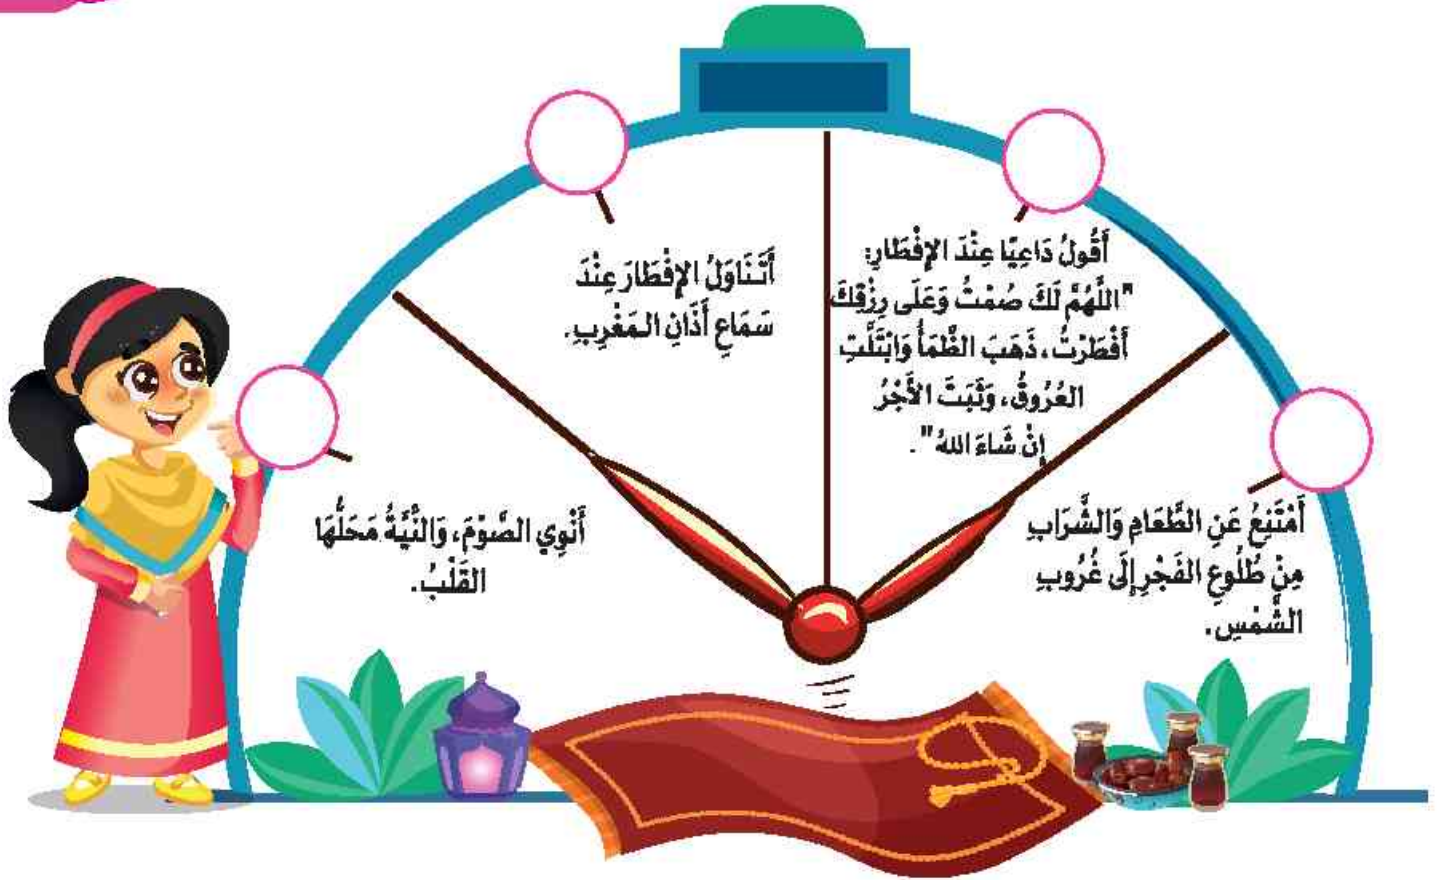 أَقُولُ دَاعِيًا عِنْدَ الإِفْطَارِ:
"اللَّهُمَّ لَكَ صُمْتُ وَعَلَى رِزْقِكَ
أَفْطَرْتُ، ذَهَبَ الظَّمَأُ وَابْتَلَّتِ
العُرُوقُ، وَثَبَتَ الأَجْرُ
إِنْ شَاءَ اللهُ".
أَتَنَاوَلُ الإِفْطَارَ عِنْدَ
سَمَاعِ أَذَانِ المَغْرِبِ.
أَمْتَنِعُ عَنِ الطَّعَامِ وَالشَّرَابِ
مِنْ طُلُوعِ الفَجْرِ إِلَى غُرُوبِ
الشَّمْسِ.
أَنْوِي الصَّوْمَ، وَالنِّيَّةُ مَحَلُّهَا
القَلْبُ.